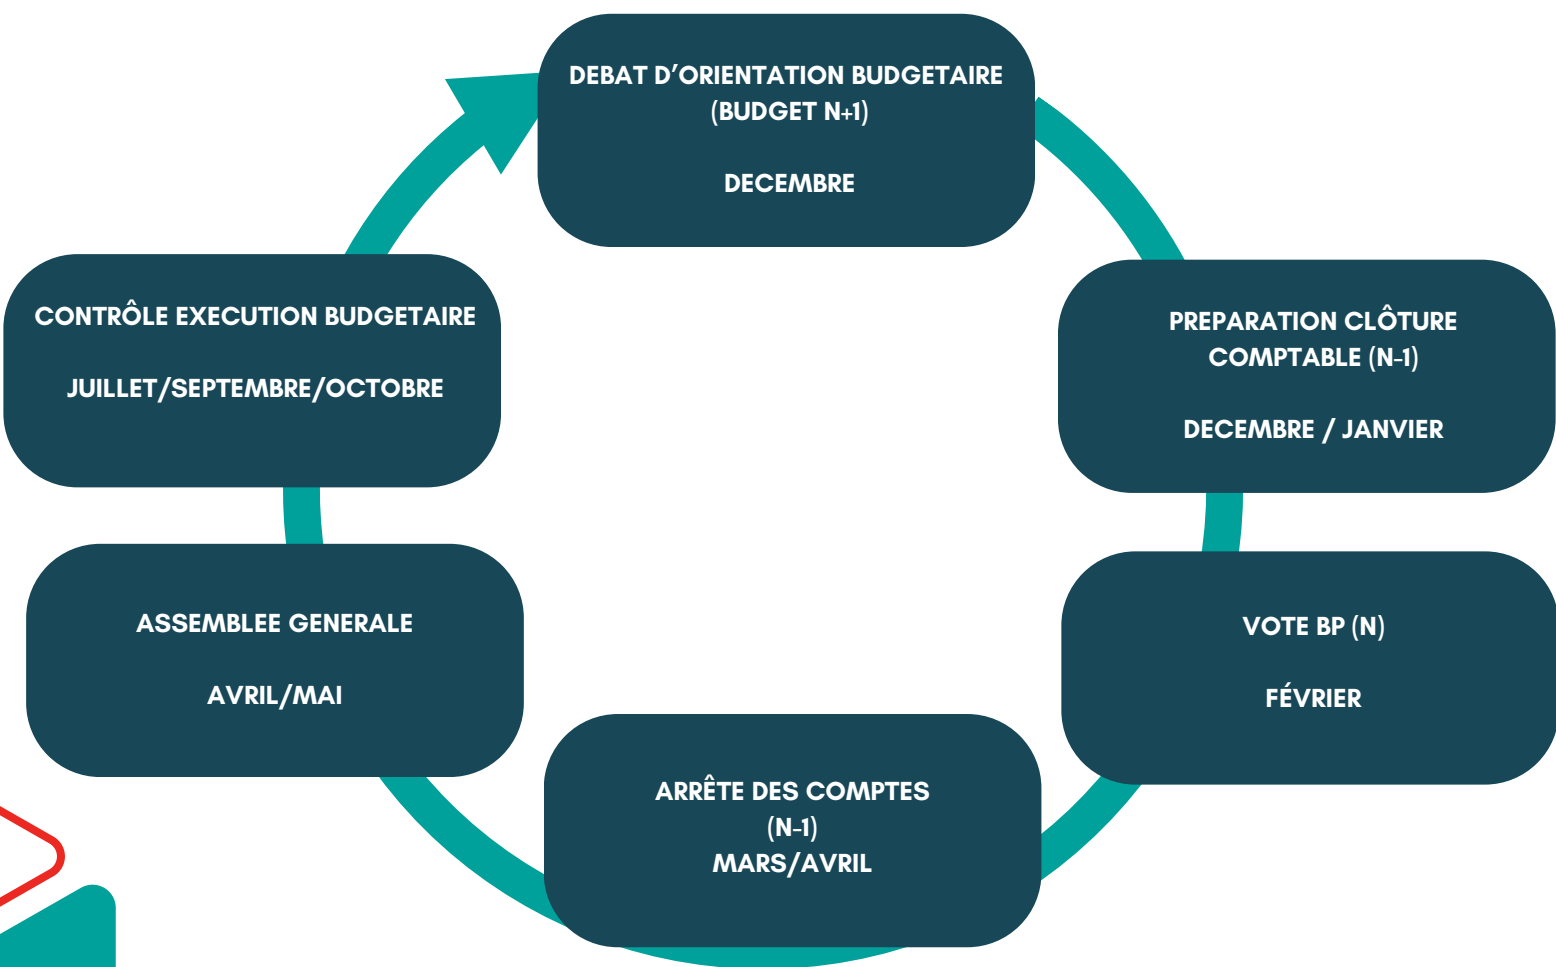 DEBAT D'ORIENTATION BUDGETAIRE
(BUDGET N+1)
DECEMBRE
PREPARATION CLÔTURE
COMPTABLE (N-1)
DECEMBRE / JANVIER
VOTE BP (N)
FÉVRIER
ARRÊTE DES COMPTES
(N-1)
MARS/AVRIL
ASSEMBLEE GENERALE
AVRIL/MAI
CONTRÔLE EXECUTION BUDGETAIRE
JUILLET/SEPTEMBRE/OCTOBRE